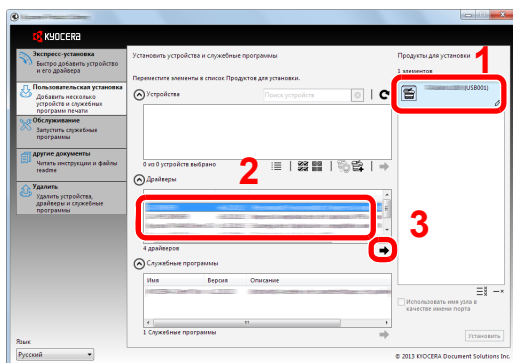 KYOCERA
Экспресс-установка
Быстро добавить устройство
и его драйвера
Пользовательская установка
Добавить несколько
устройств и служебных
программ печати
Обслуживание
Запустить служебные
программы
другие документы
Читать инструкции и файлы
readme
Удалить
Удалить устройства,
драйверы и служебные
программы
Язык
Русский
Установить устройства и служебные программы
Переместите элементы в список Продуктов для установки.
Устройства
Поиск устройств
0 из 0 устройств выбрано
2
Драйверы
3
4 драйверов
Служебные программы
Имя Версия Описание
1 Служебные программы
Продукты для установки
1
1 элементов
(USB001)
Использовать имя узла в
качестве имени порта
Установить
© 2013 KYOCERA Document Solutions Inc.